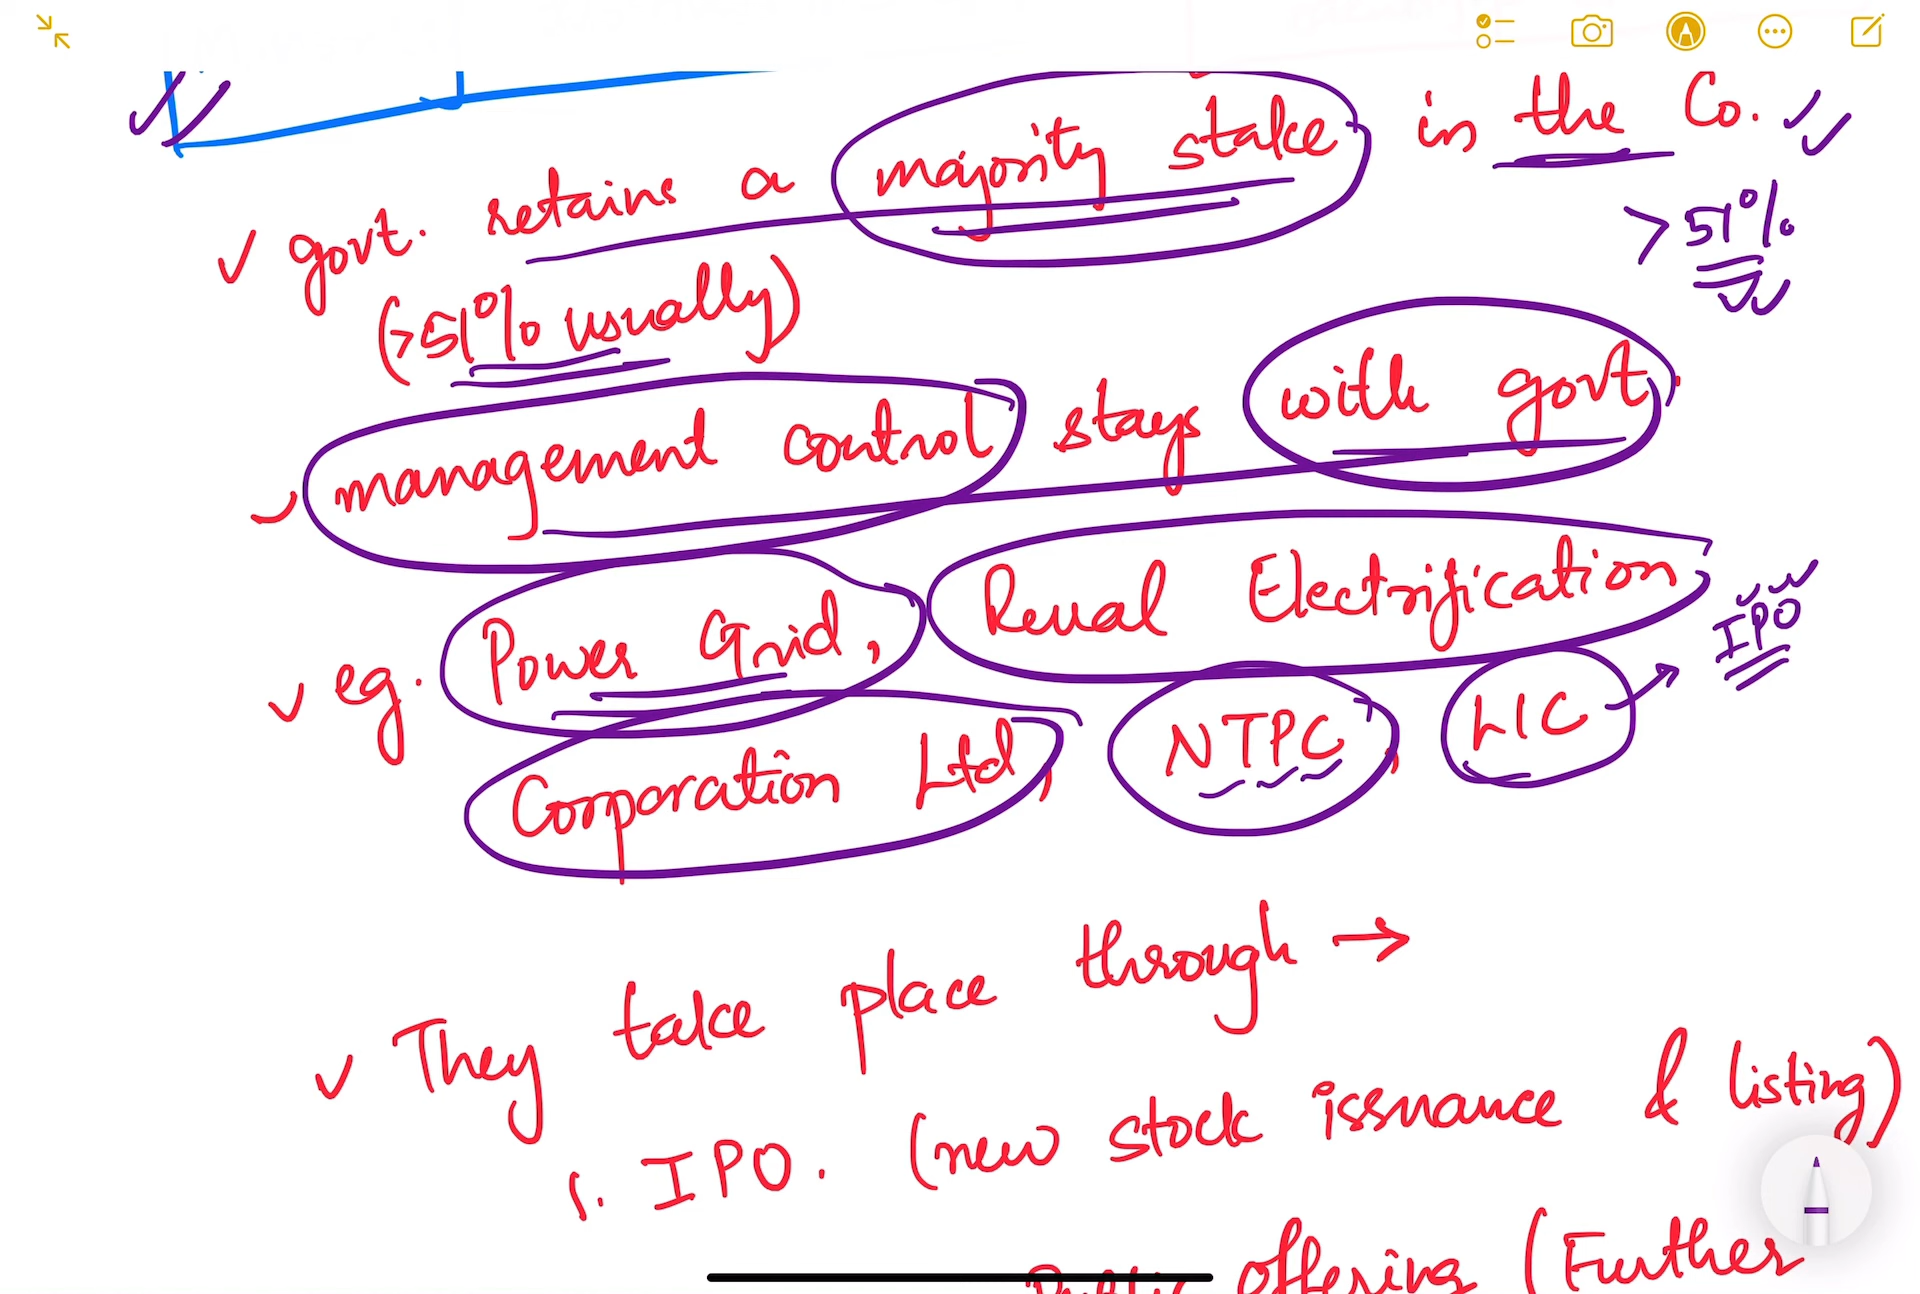 ✓ govt. retains a majority stake in the Co.
>51%
(>51% usually)
management control stays with govt.
✓ eg. Power Grid, Rural Electrification
IPO
Corporation Ltd, NTPC, LIC →
✓ They take place through →
1. IPO. (new stock issuance & listing)
Public offering (Further